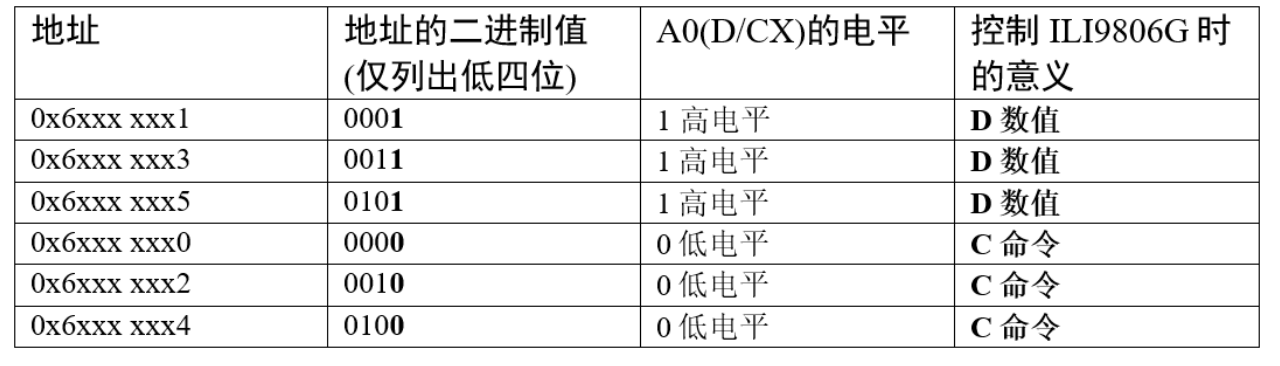 地址 地址的二进制值 A0(D/CX)的电平 控制 ILI9806G 时
(仅列出低四位) 的意义
0x6xxx xxx1 0001 1 高电平 D 数值
0x6xxx xxx3 0011 1 高电平 D 数值
0x6xxx xxx5 0101 1 高电平 D 数值
0x6xxx xxx0 0000 0 低电平 C 命令
0x6xxx xxx2 0010 0 低电平 C 命令
0x6xxx xxx4 0100 0 低电平 C 命令